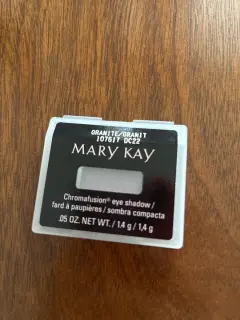 GRANITE/GRANIT
107617 DC22
MARY KAY
Chromafusion® eye shadow /
fard à paupières / sombra compacta
.05 OZ. NET WT. / 1.4 g / 1,4 g